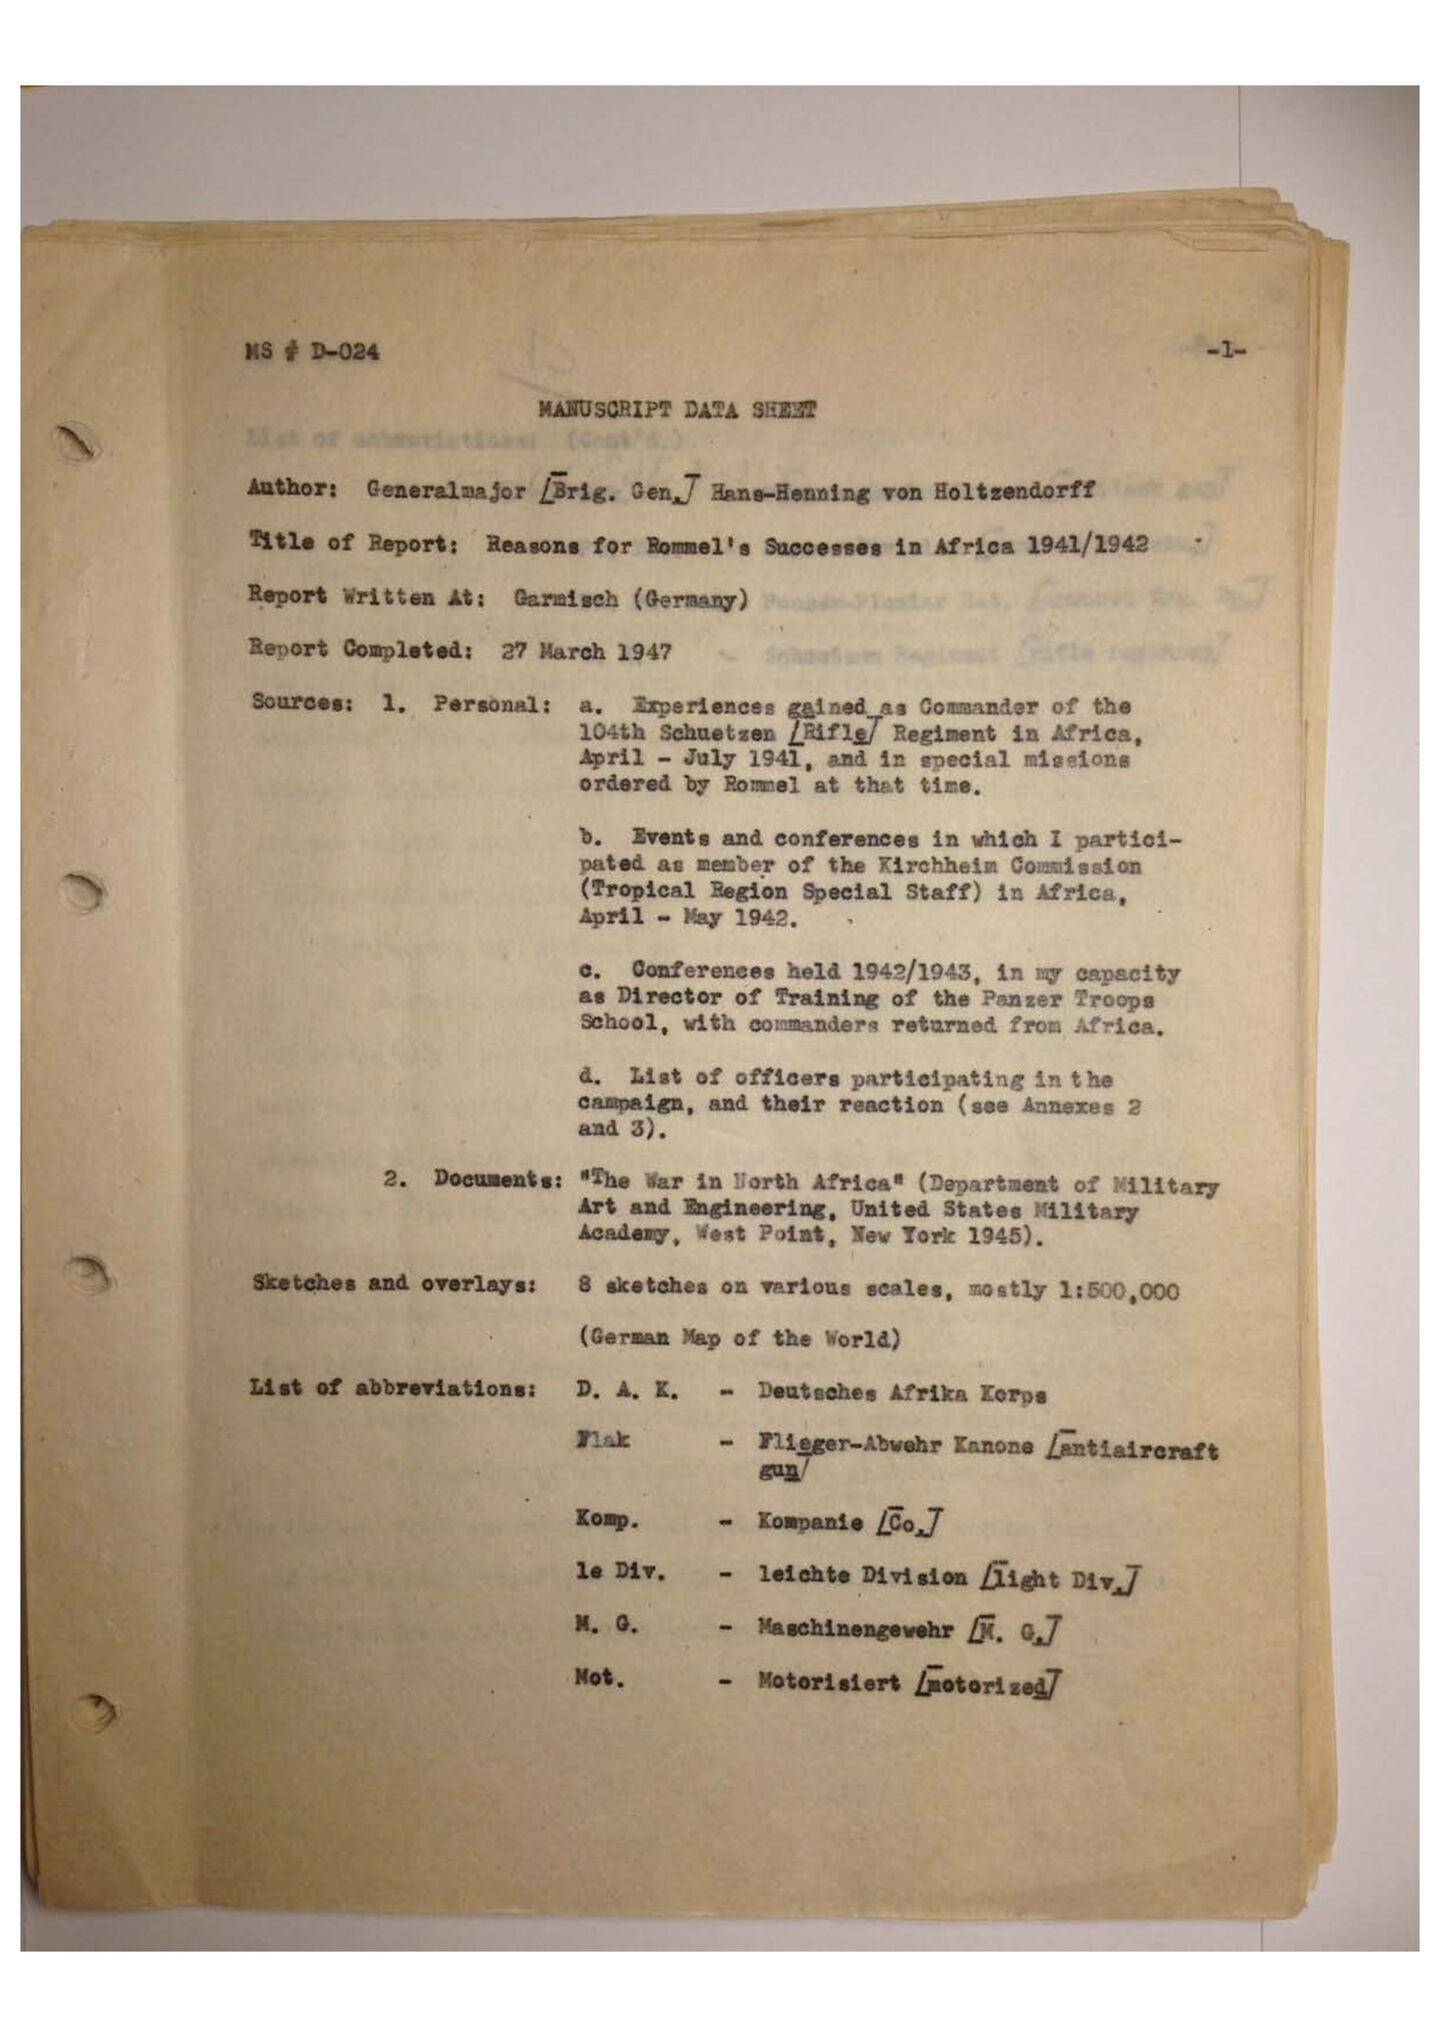 MS # D-024 -1-
MANUSCRIPT DATA SHEET
Author: Generalmajor [Brig. Gen.] Hans-Henning von Holtzendorff
Title of Report: Reasons for Rommel's Successes in Africa 1941/1942
Report Written At: Garmisch (Germany)
Report Completed: 27 March 1947
Sources: 1. Personal: a. Experiences gained as Commander of the
104th Schuetzen [Rifle] Regiment in Africa,
April - July 1941, and in special missions
ordered by Rommel at that time.
b. Events and conferences in which I partici-
pated as member of the Kirchheim Commission
(Tropical Region Special Staff) in Africa,
April - May 1942.
c. Conferences held 1942/1943, in my capacity
as Director of Training of the Panzer Troops
School, with commanders returned from Africa.
d. List of officers participating in the
campaign, and their reaction (see Annexes 2
and 3).
2. Documents: "The War in North Africa" (Department of Military
Art and Engineering, United States Military
Academy, West Point, New York 1945).
Sketches and overlays: 8 sketches on various scales, mostly 1:500,000
(German Map of the World)
List of abbreviations: D. A. K. - Deutsches Afrika Korps
Flak - Flieger-Abwehr Kanone [antiaircraft
gun]
Komp. - Kompanie [Co.]
le Div. - leichte Division [light Div.]
M. G. - Maschinengewehr [M. G.]
Mot. - Motorisiert [motorized]